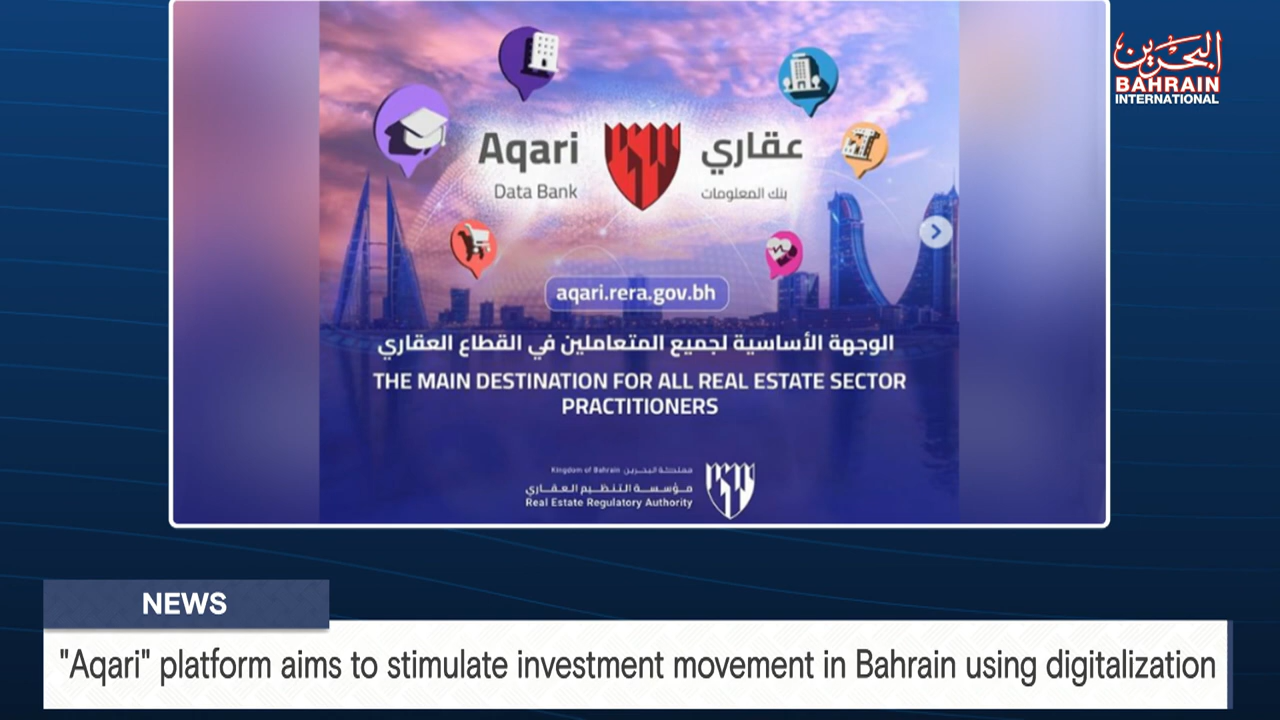 البحرين
BAHRAIN
INTERNATIONAL
Aqari
عقاري
Data Bank
بنك المعلومات
aqari.rera.gov.bh
الوجهة الأساسية لجميع المتعاملين في القطاع العقاري
THE MAIN DESTINATION FOR ALL REAL ESTATE SECTOR
PRACTITIONERS
Kingdom of Bahrain مملكة البحرين
مؤسسة التنظيم العقاري
Real Estate Regulatory Authority
NEWS
"Aqari" platform aims to stimulate investment movement in Bahrain using digitalization